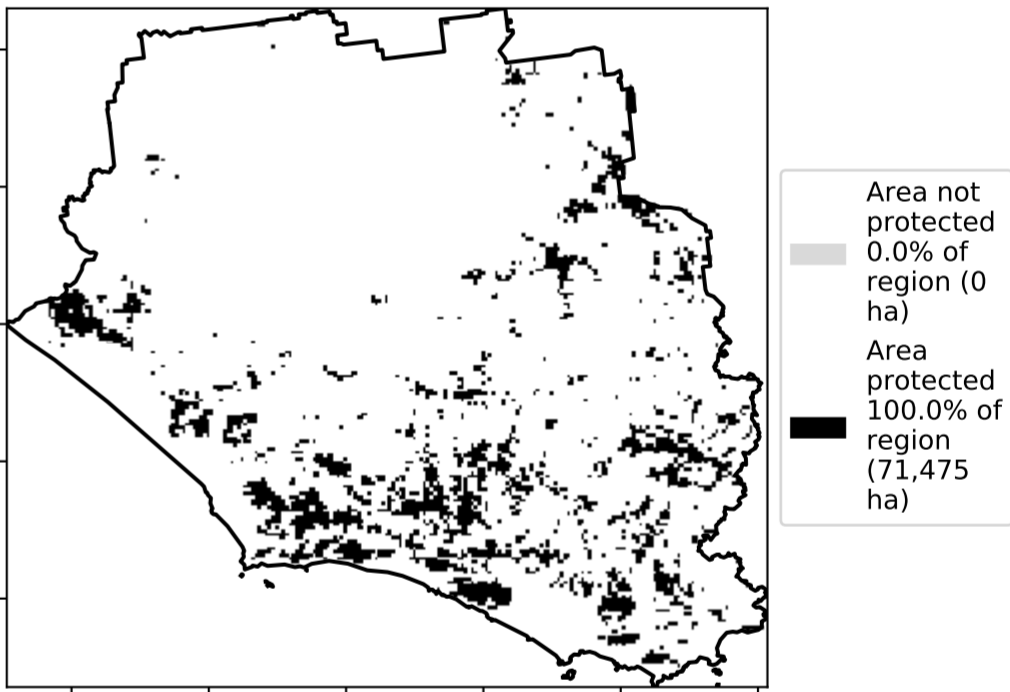 Area not
protected
0.0% of
region (0
ha)
Area
protected
100.0% of
region
(71,475
ha)